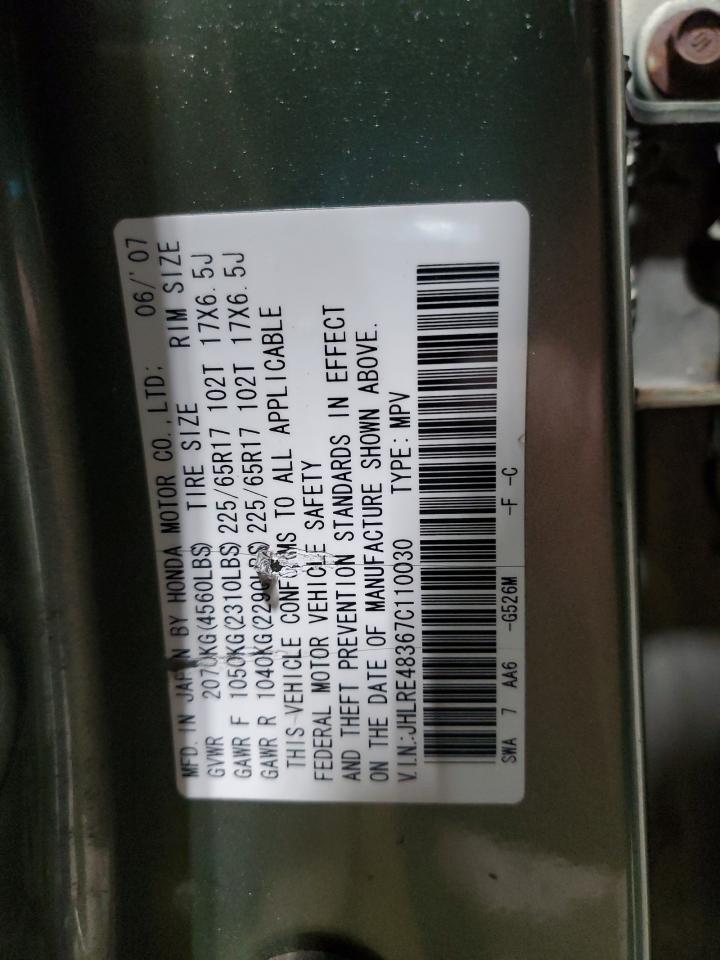 MFD. IN JAPAN BY HONDA MOTOR CO., LTD: 06/'07
GVWR 2070KG(4560LBS) TIRE SIZE RIM SIZE
GAWR F 1050KG(2310LBS) 225/65R17 102T 17X6.5J
GAWR R 1040KG(2290LBS) 225/65R17 102T 17X6.5J
THIS VEHICLE CONFORMS TO ALL APPLICABLE
FEDERAL MOTOR VEHICLE SAFETY
AND THEFT PREVENTION STANDARDS IN EFFECT
ON THE DATE OF MANUFACTURE SHOWN ABOVE.
V.I.N.:JHLRE48367C110030 TYPE: MPV
SWA 7 AA6 -G526M -F -C